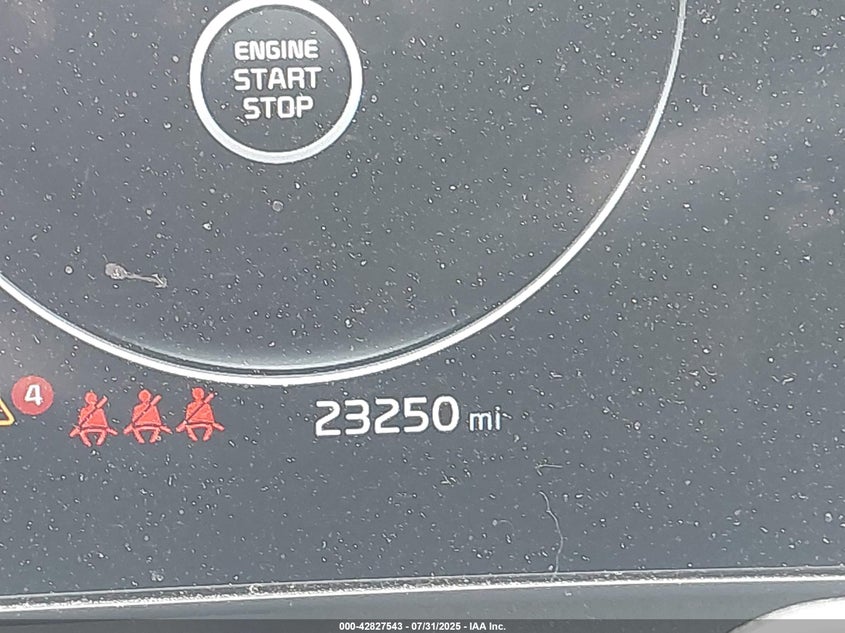 ENGINE
START
STOP
4
23250 mi
000-42827543 - 07/31/2025 - IAA Inc.